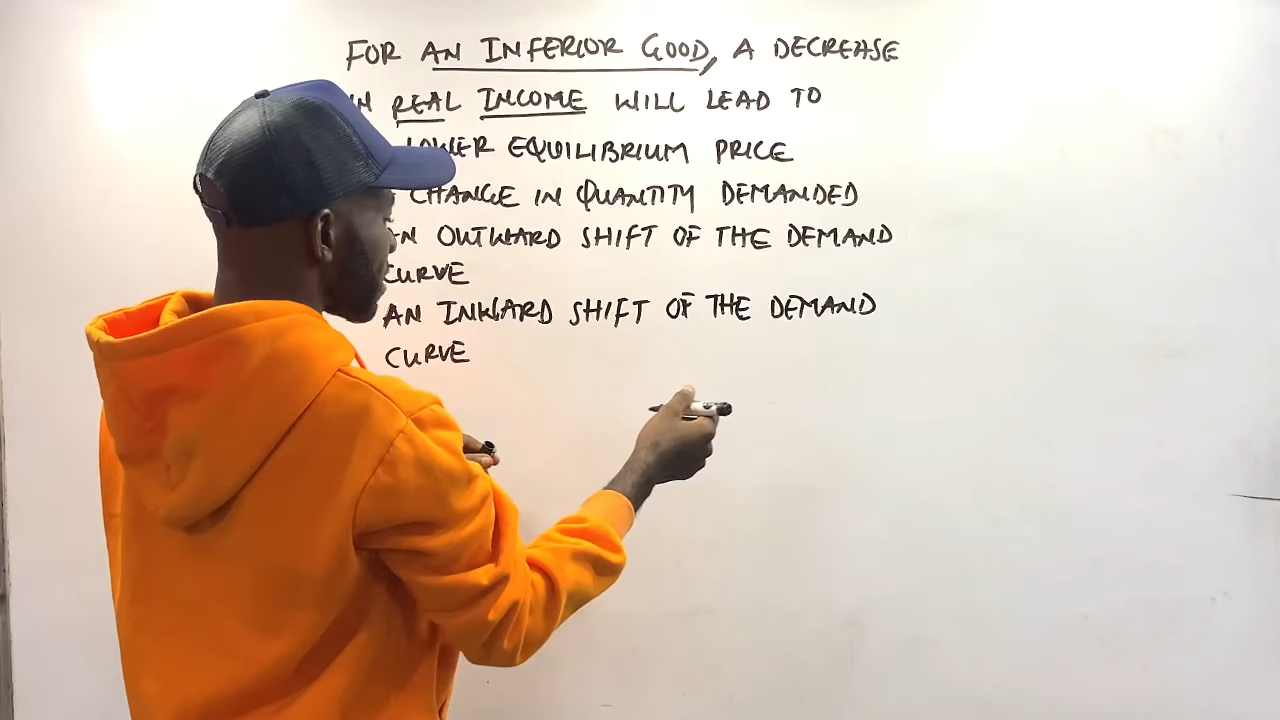 FOR AN INFERIOR GOOD, A DECREASE
REAL INCOME WILL LEAD TO
LOWER EQUILIBRIUM PRICE
CHANGE IN QUANTITY DEMANDED
OUTWARD SHIFT OF THE DEMAND
CURVE
AN INWARD SHIFT OF THE DEMAND
CURVE